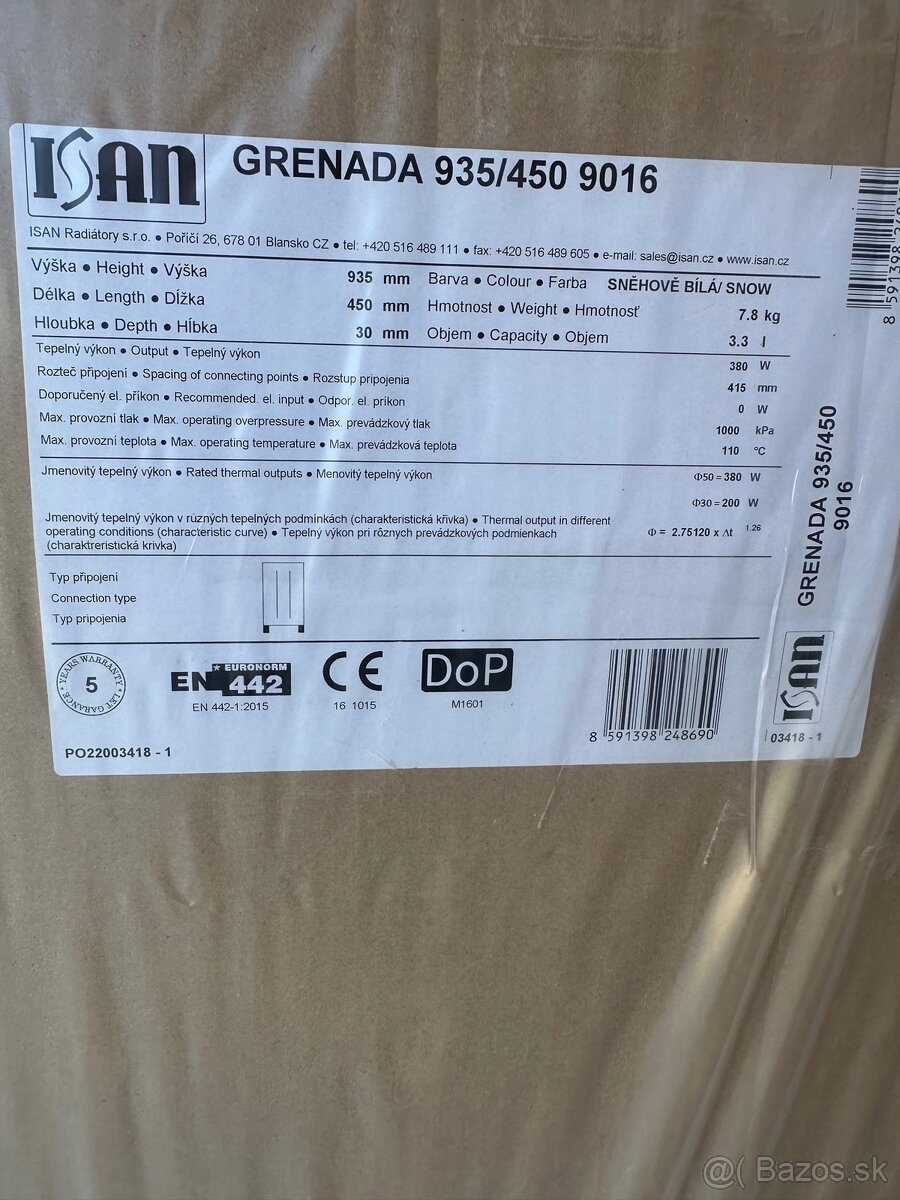 ISAN
GRENADA 935/450 9016
ISAN Radiátory s.r.o. ● Poříčí 26, 678 01 Blansko CZ ● tel: +420 516 489 111 ● fax: +420 516 489 605 ● e-mail: sales@isan.cz ● www.isan.cz
Výška ● Height ● Výška 935 mm Barva ● Colour ● Farba SNĚHOVĚ BÍLÁ/ SNOW
Délka ● Length ● Dĺžka 450 mm Hmotnost ● Weight ● Hmotnosť 7.8 kg
Hloubka ● Depth ● Hĺbka 30 mm Objem ● Capacity ● Objem 3.3 l
Tepelný výkon ● Output ● Tepelný výkon 380 W
Rozteč připojení ● Spacing of connecting points ● Rozstup pripojenia 415 mm
Doporučený el. příkon ● Recommended. el. input ● Odpor. el. príkon 0 W
Max. provozní tlak ● Max. operating overpressure ● Max. prevádzkový tlak 1000 kPa
Max. provozní teplota ● Max. operating temperature ● Max. prevádzková teplota 110 °C
Jmenovitý tepelný výkon ● Rated thermal outputs ● Menovitý tepelný výkon Φ50 = 380 W
Φ30 = 200 W
Jmenovitý tepelný výkon v různých tepelných podmínkách (charakteristická křivka) ● Thermal output in different
operating conditions (characteristic curve) ● Tepelný výkon pri rôznych prevádzkových podmienkach
(charaktreristická krivka)
Φ = 2.75120 x Δt 1.26
Typ připojení
Connection type
Typ pripojenia
5
YEARS WARRANTY • LET GARANCE •
EN EURONORM 442
EN 442-1:2015
CE
16 1015
DoP
M1601
8 591398 248690
PO22003418 - 1
GRENADA 935/450
9016
ISAN
03418 - 1
@( Bazos.sk